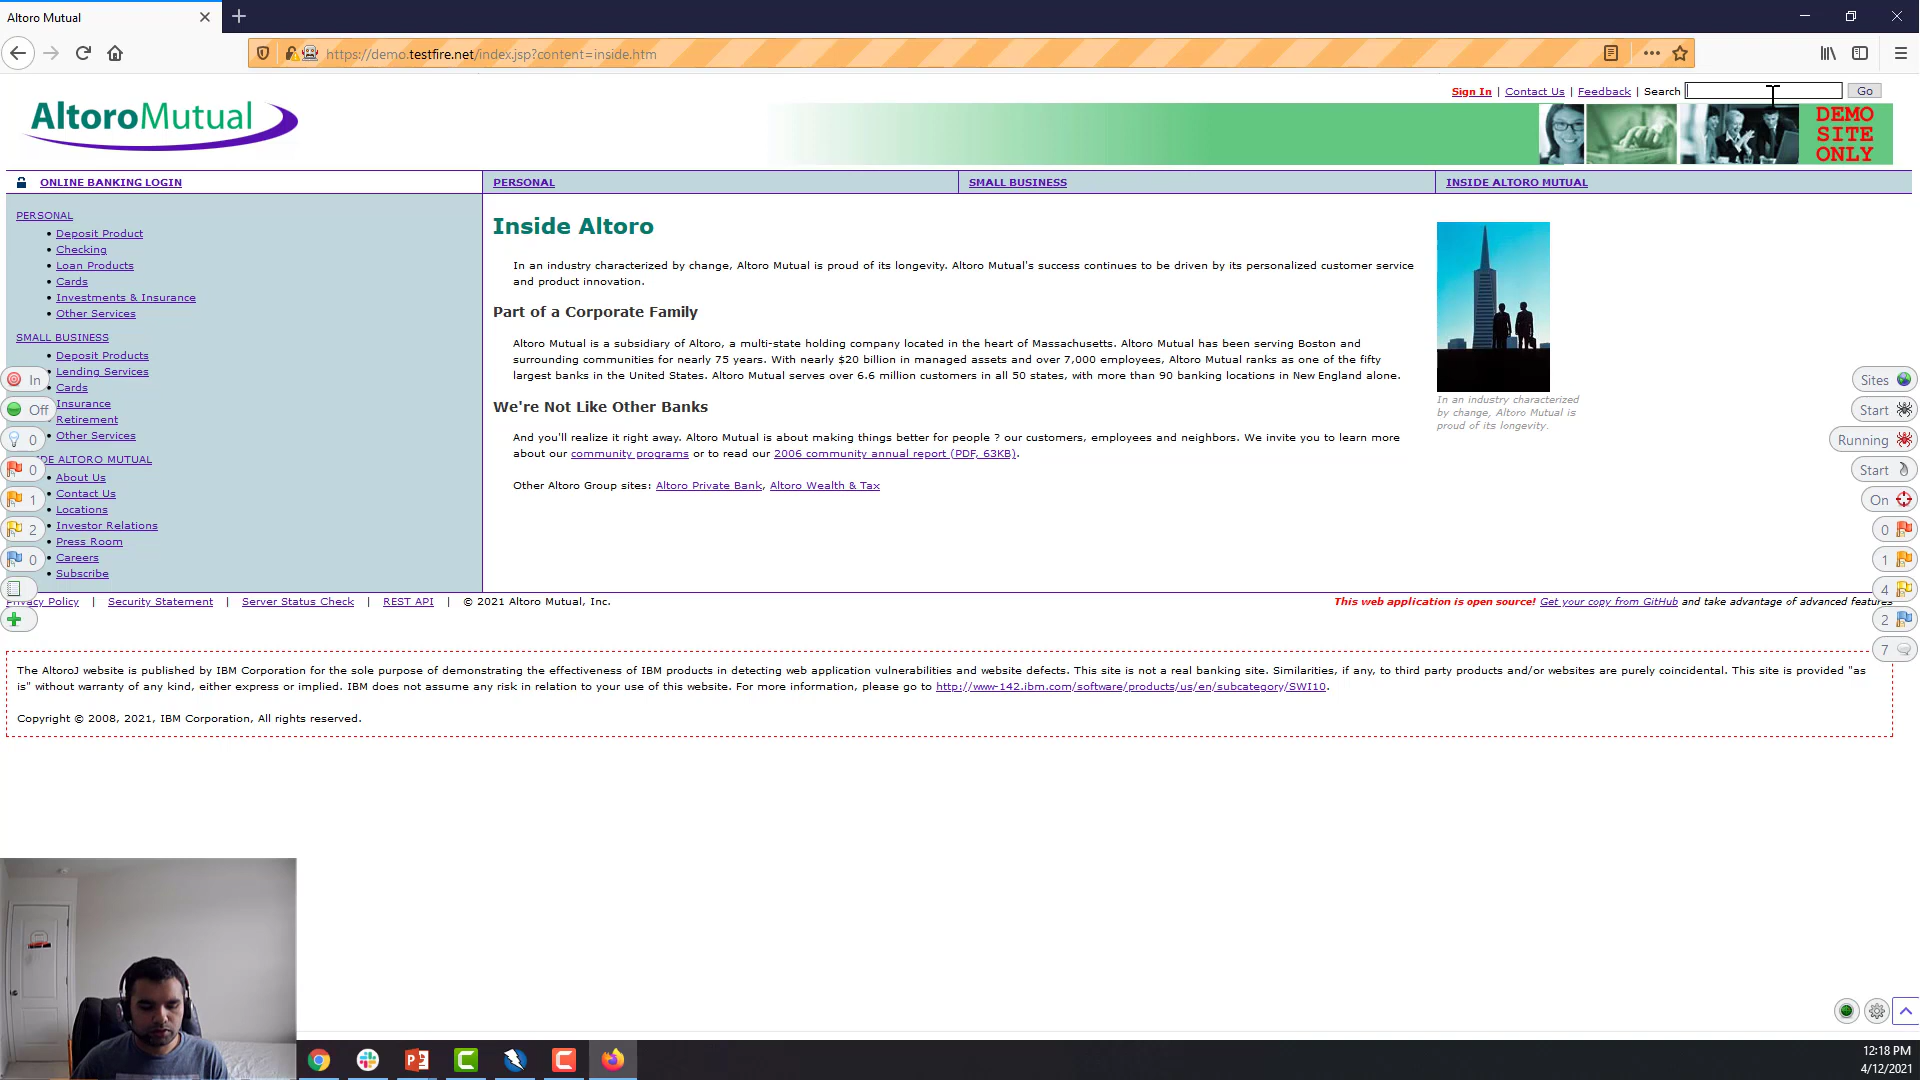 Altoro Mutual
https://demo.testfire.net/index.jsp?content=inside.htm
Sign In | Contact Us | Feedback | Search
Go
AltoroMutual
DEMO
SITE
ONLY
ONLINE BANKING LOGIN
PERSONAL
SMALL BUSINESS
INSIDE ALTORO MUTUAL
PERSONAL
Deposit Product
Checking
Loan Products
Cards
Investments & Insurance
Other Services
SMALL BUSINESS
Deposit Products
Lending Services
Cards
Insurance
Retirement
Other Services
DE ALTORO MUTUAL
About Us
Contact Us
Locations
Investor Relations
Press Room
Careers
Subscribe
In
Off
0
0
1
2
0
Inside Altoro
In an industry characterized by change, Altoro Mutual is proud of its longevity. Altoro Mutual's success continues to be driven by its personalized customer service
and product innovation.
Part of a Corporate Family
Altoro Mutual is a subsidiary of Altoro, a multi-state holding company located in the heart of Massachusetts. Altoro Mutual has been serving Boston and
surrounding communities for nearly 75 years. With nearly $20 billion in managed assets and over 7,000 employees, Altoro Mutual ranks as one of the fifty
largest banks in the United States. Altoro Mutual serves over 6.6 million customers in all 50 states, with more than 90 banking locations in New England alone.
We're Not Like Other Banks
And you'll realize it right away. Altoro Mutual is about making things better for people ? our customers, employees and neighbors. We invite you to learn more
about our community programs or to read our 2006 community annual report (PDF, 63KB).
Other Altoro Group sites: Altoro Private Bank, Altoro Wealth & Tax
In an industry characterized
by change, Altoro Mutual is
proud of its longevity.
Sites
Start
Running
Start
On
0
1
4
2
7
Privacy Policy | Security Statement | Server Status Check | REST API | © 2021 Altoro Mutual, Inc.
This web application is open source! Get your copy from GitHub and take advantage of advanced features
The AltoroJ website is published by IBM Corporation for the sole purpose of demonstrating the effectiveness of IBM products in detecting web application vulnerabilities and website defects. This site is not a real banking site. Similarities, if any, to third party products and/or websites are purely coincidental. This site is provided "as
is" without warranty of any kind, either express or implied. IBM does not assume any risk in relation to your use of this website. For more information, please go to http://www-142.ibm.com/software/products/us/en/subcategory/SWI10.
Copyright © 2008, 2021, IBM Corporation, All rights reserved.
12:18 PM
4/12/2021